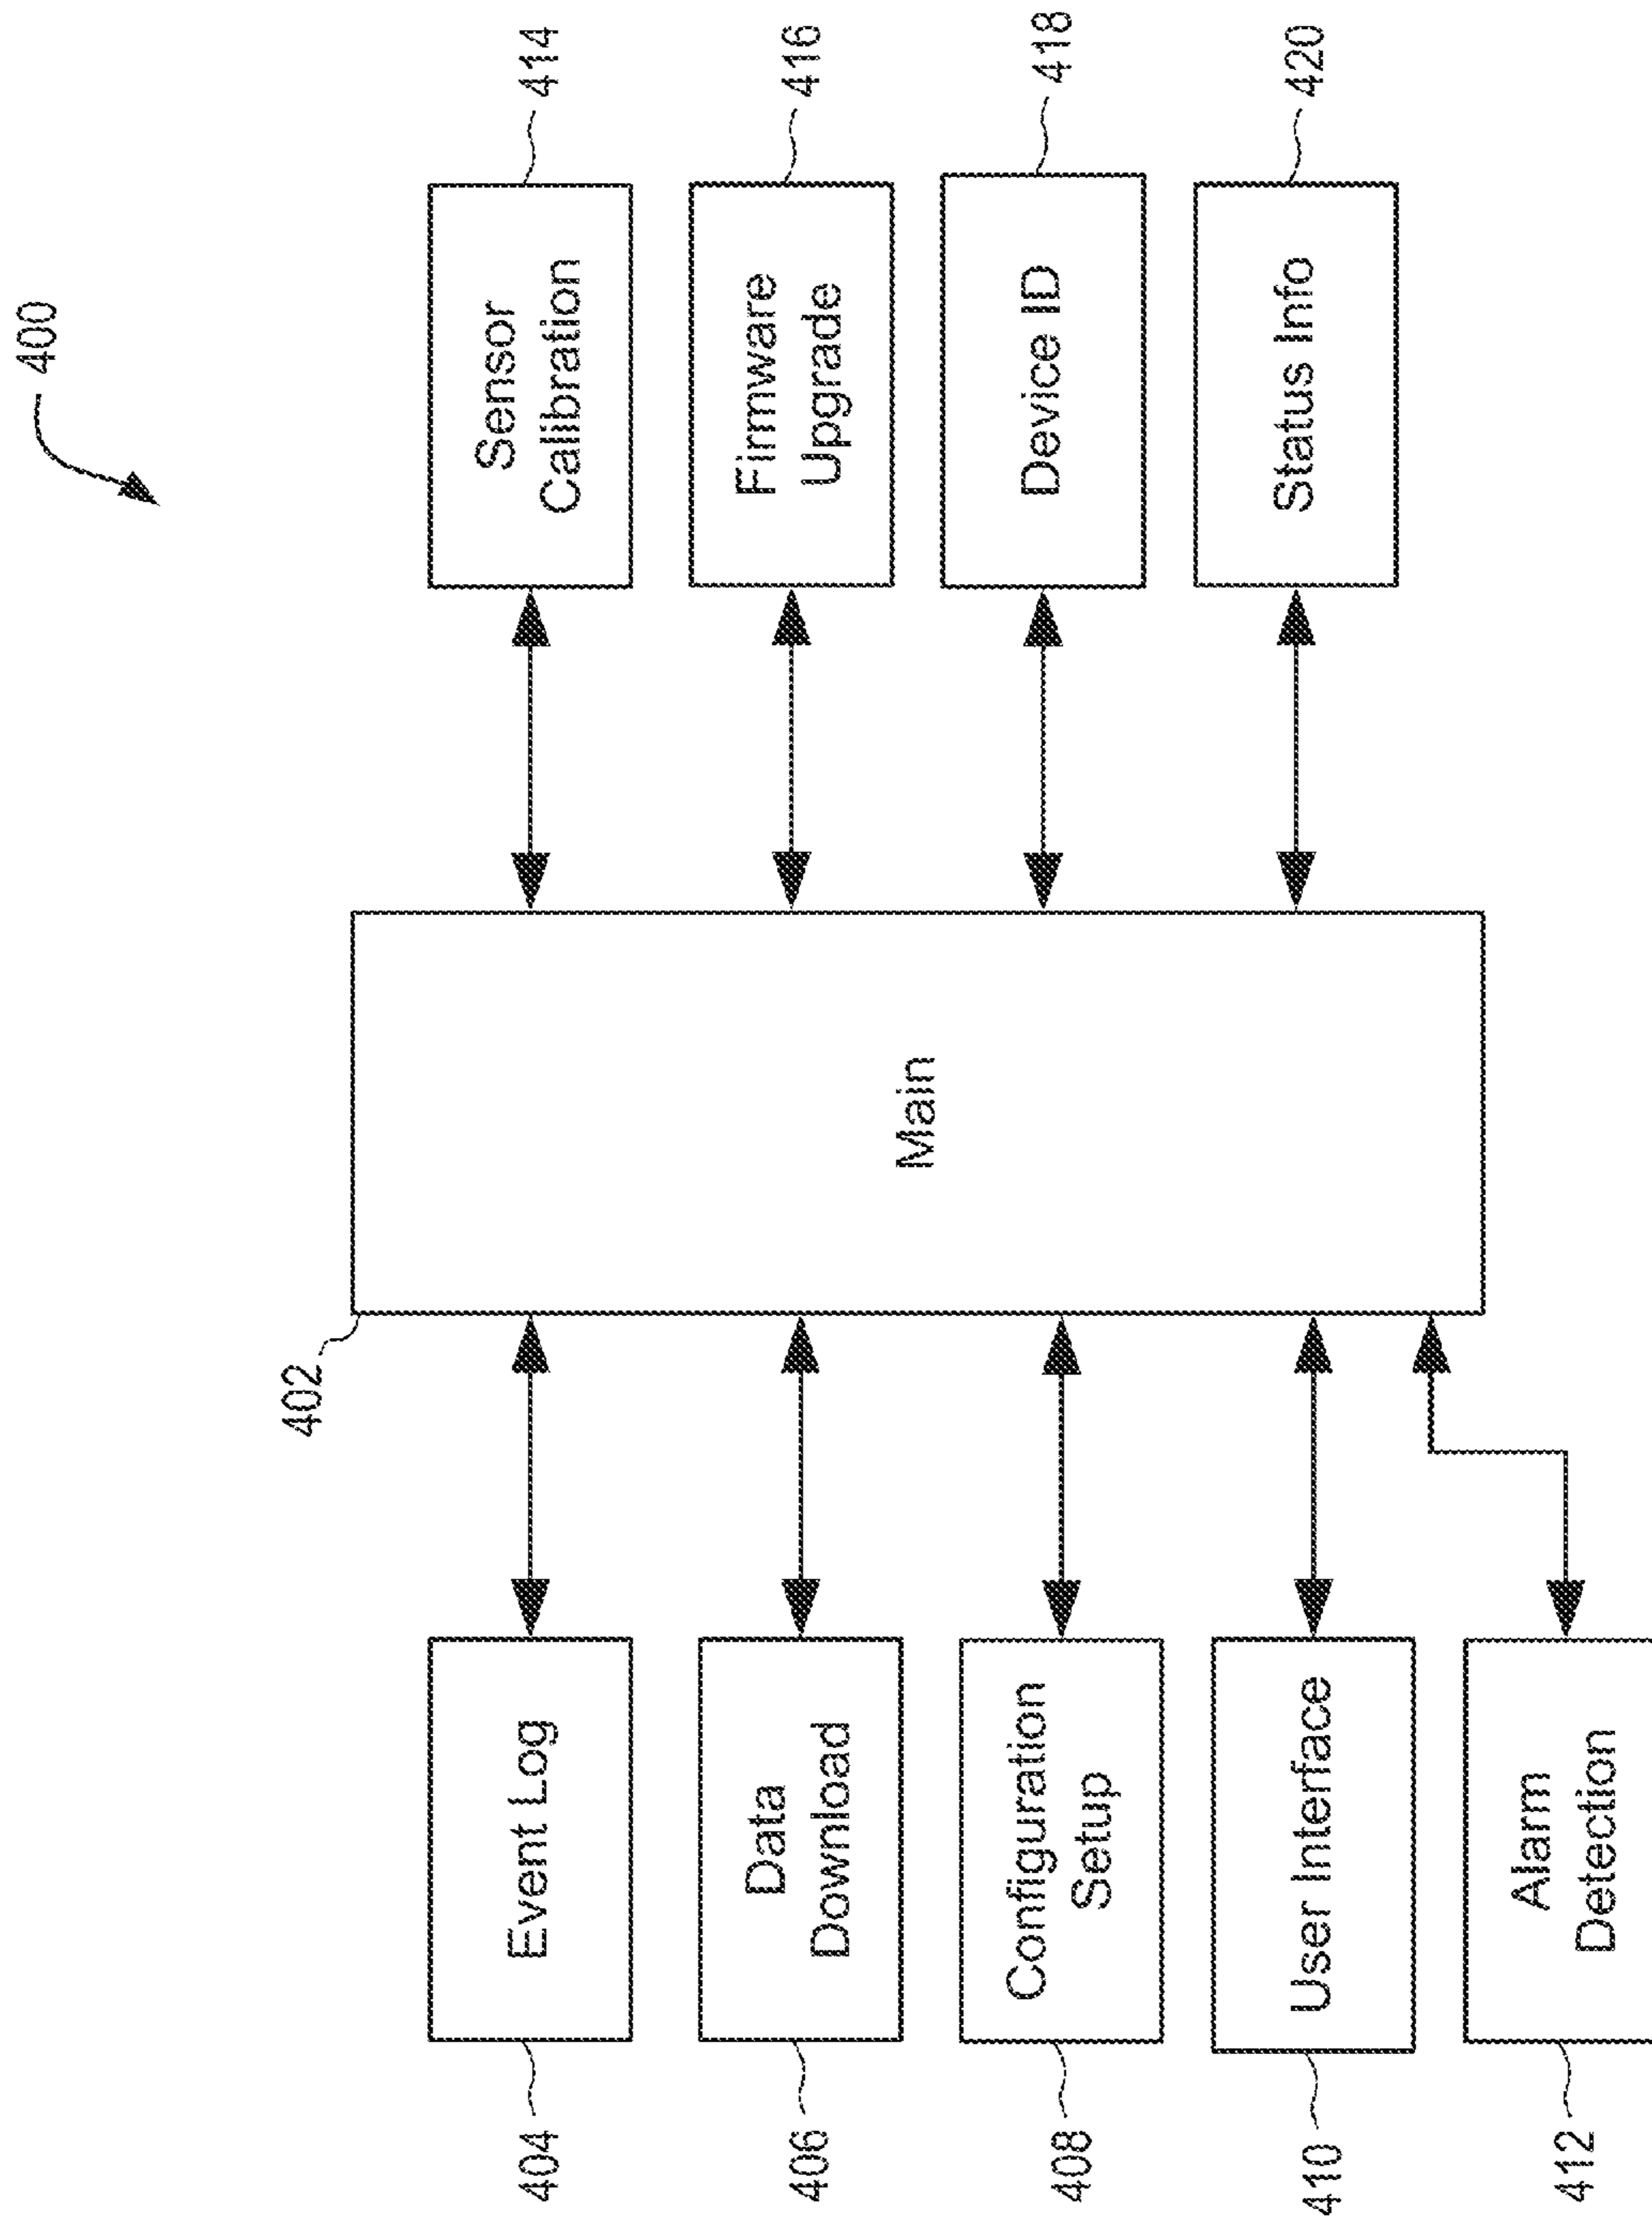 400
402
Main
404
Event Log
406
Data
Download
408
Configuration
Setup
410
User Interface
412
Alarm
Detection
Sensor
Calibration
414
Firmware
Upgrade
416
Device ID
418
Status Info
420